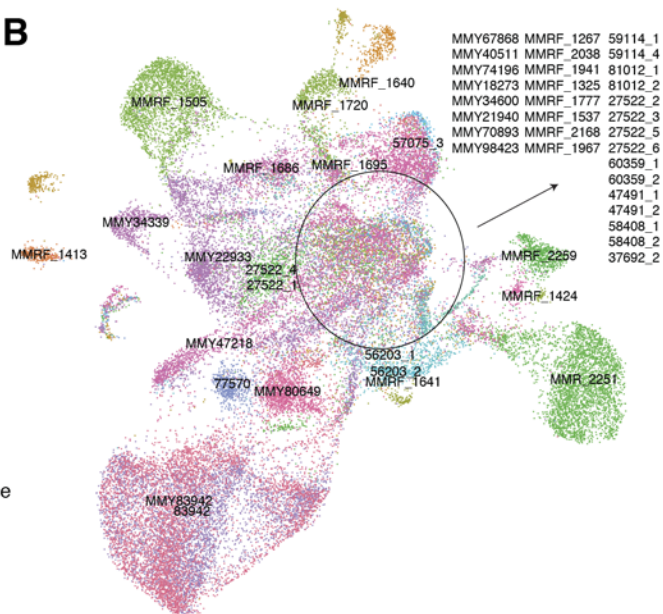 B
MMY67868 MMRF_1267 59114_1
MMY40511 MMRF_2038 59114_4
MMY74196 MMRF_1941 81012_1
MMY18273 MMRF_1325 81012_2
MMY34600 MMRF_1777 27522_2
MMY21940 MMRF_1537 27522_3
MMY70893 MMRF_2168 27522_5
MMY98423 MMRF_1967 27522_6
60359_1
60359_2
47491_1
47491_2
58408_1
58408_2
37692_2
MMRF_1640
MMRF_1505
MMRF_1720
57075_3
MMRF_1686
MMRF_1695
MMY34339
MMRF_1413
MMY22933
MMRF_2259
27522_4
27522_1
MMRF_1424
MMY47218
56203_1
56203_2
MMRF_1641
77570
MMY80649
MMR_2251
e
MMY83942
83942